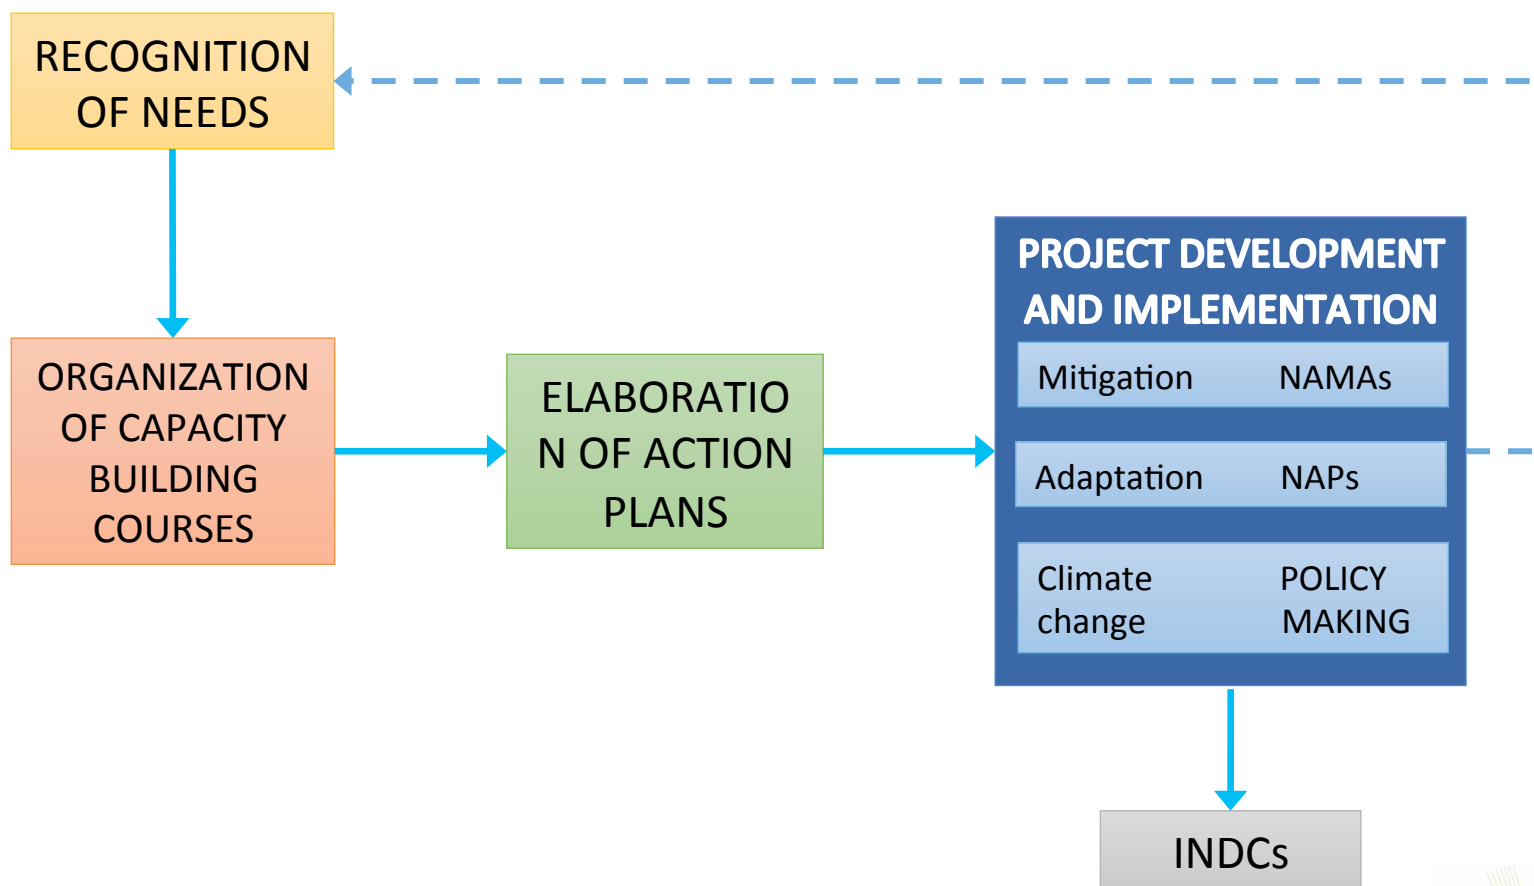 RECOGNITION
OF NEEDS
ORGANIZATION
OF CAPACITY
BUILDING
COURSES
ELABORATIO
N OF ACTION
PLANS
PROJECT DEVELOPMENT
AND IMPLEMENTATION
Mitigation NAMAs
Adaptation NAPs
Climate POLICY
change MAKING
INDCs